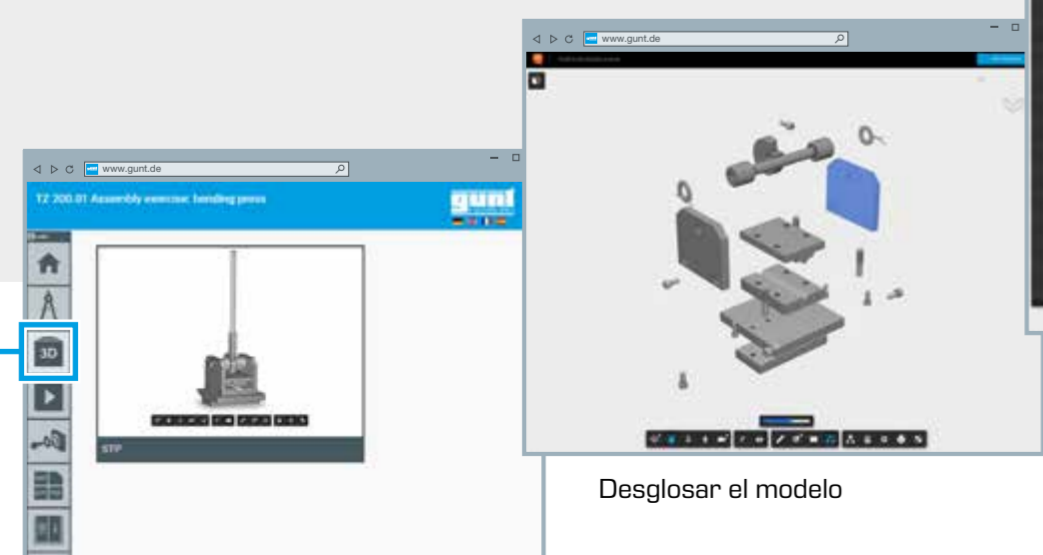 www.gunt.de
www.gunt.de
TZ 200.01 Assembly exercise: bending press
gunt
3D
STP
Desglosar el modelo